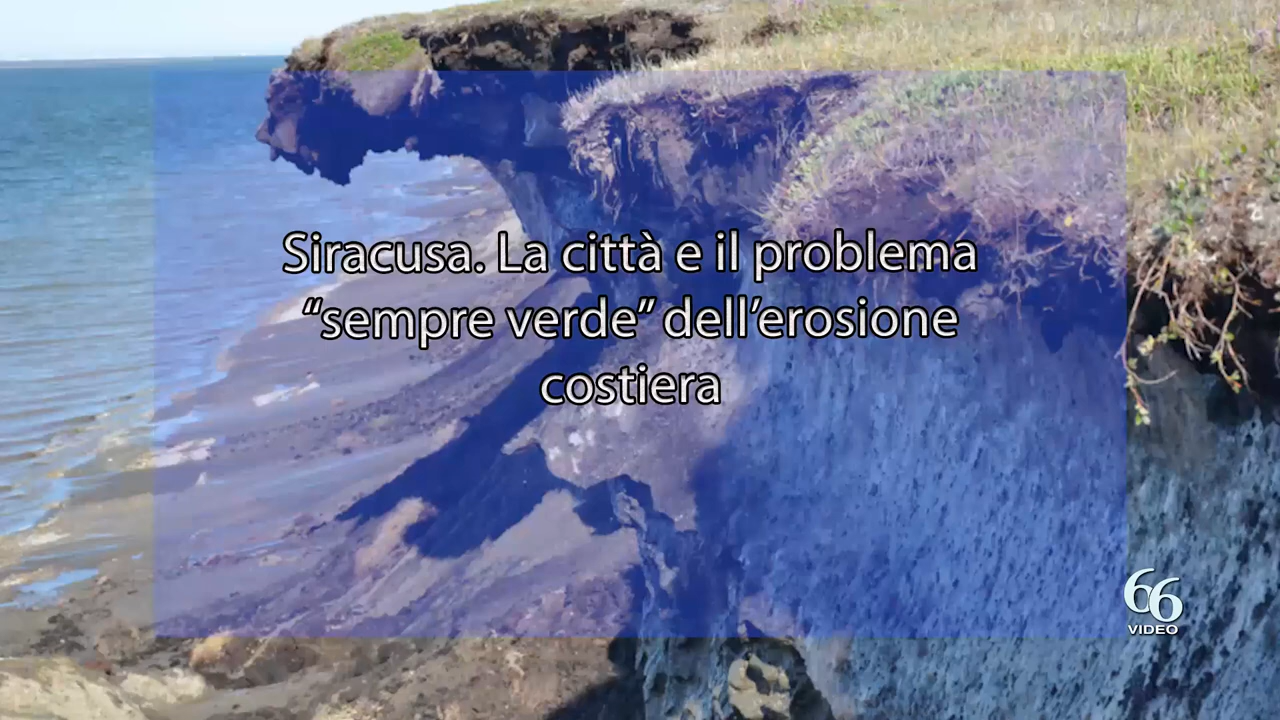 Siracusa. La città e il problema
“sempre verde” dell’erosione
costiera
66
VIDEO